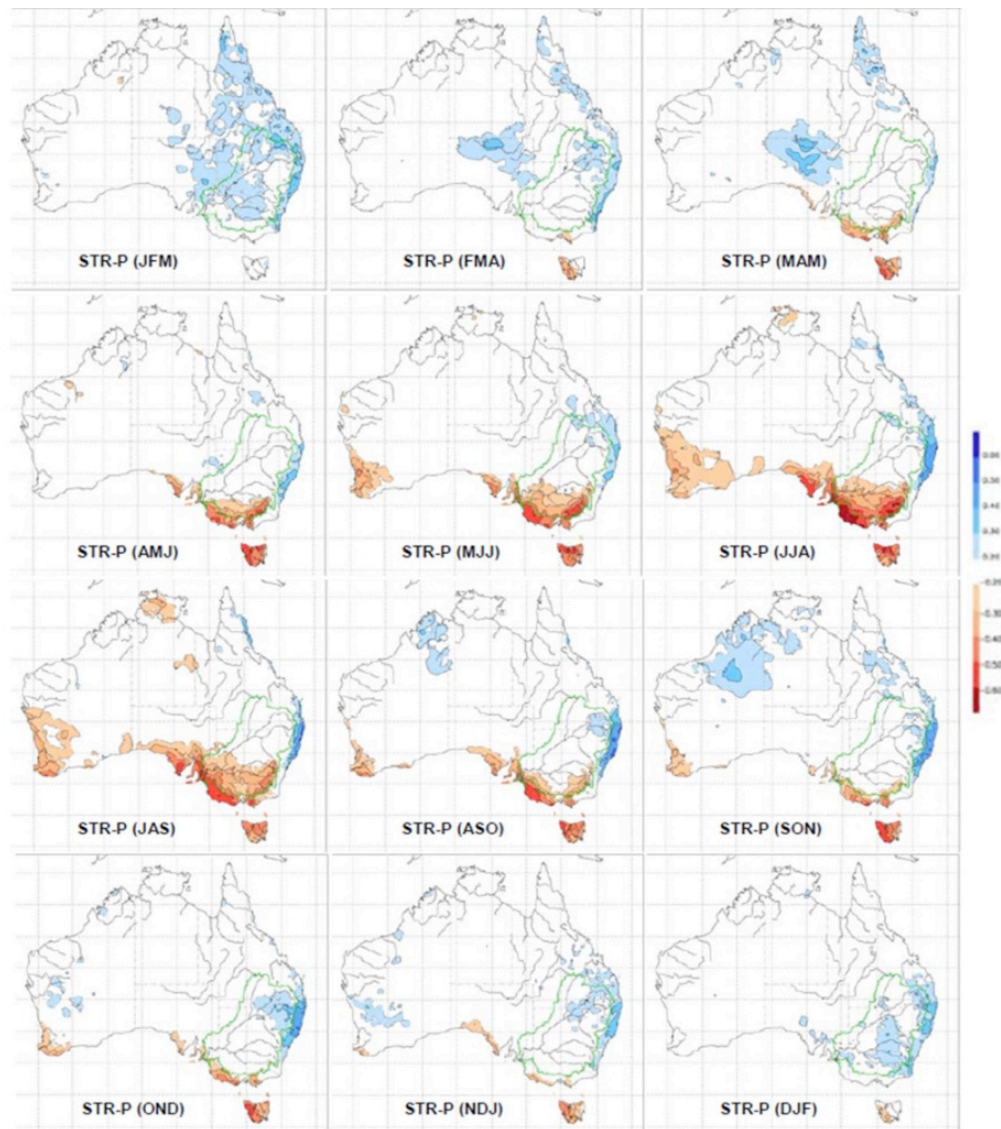 STR-P (JFM)
STR-P (FMA)
STR-P (MAM)
STR-P (AMJ)
STR-P (MJJ)
STR-P (JJA)
STR-P (JAS)
STR-P (ASO)
STR-P (SON)
STR-P (OND)
STR-P (NDJ)
STR-P (DJF)